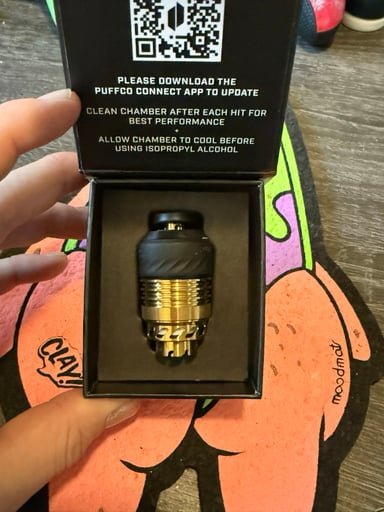 PLEASE DOWNLOAD THE
PUFFCO CONNECT APP TO UPDATE
CLEAN CHAMBER AFTER EACH HIT FOR
BEST PERFORMANCE
+
ALLOW CHAMBER TO COOL BEFORE
USING ISOPROPYL ALCOHOL
CLAY!
moodmat